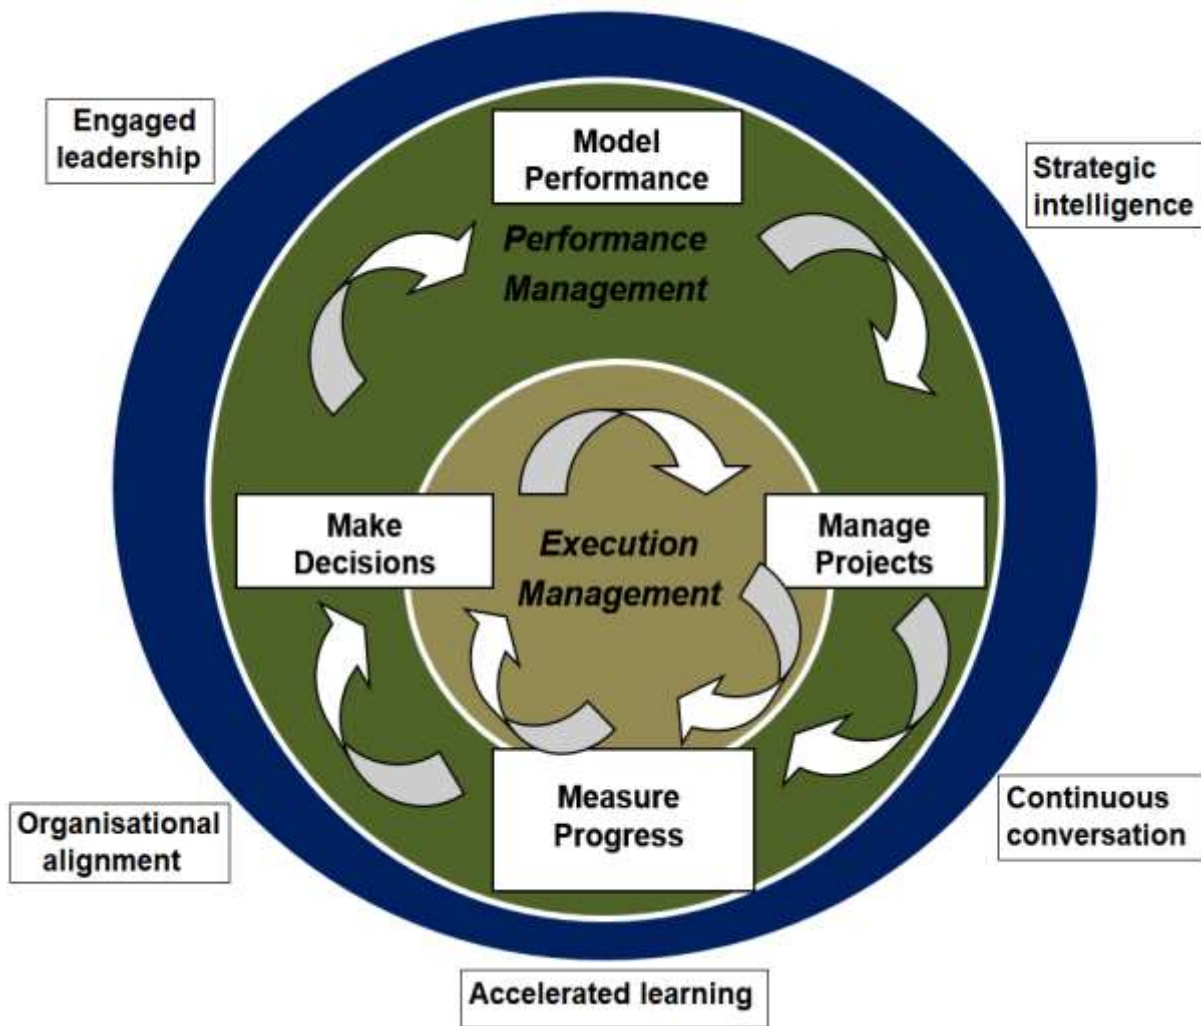 Engaged
leadership
Model
Performance
Strategic
intelligence
Performance
Management
Make
Decisions
Execution
Management
Manage
Projects
Measure
Progress
Organisational
alignment
Continuous
conversation
Accelerated learning